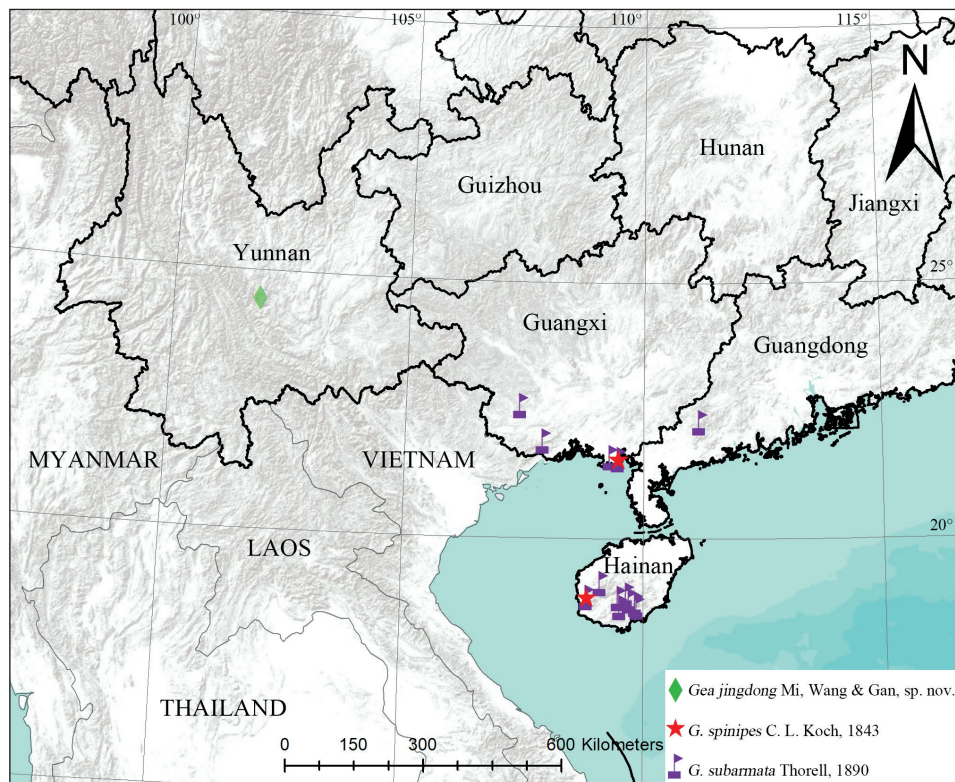 100°
105°
110°
115°
N
Hunan
Guizhou
Jiangxi
Yunnan
25°
Guangxi
Guangdong
MYANMAR
VIETNAM
20°
LAOS
Hainan
THAILAND
Gea jingdong Mi, Wang & Gan, sp. nov.
G. spinipes C. L. Koch, 1843
G. subarmata Thorell, 1890
0 150 300 600 Kilometers